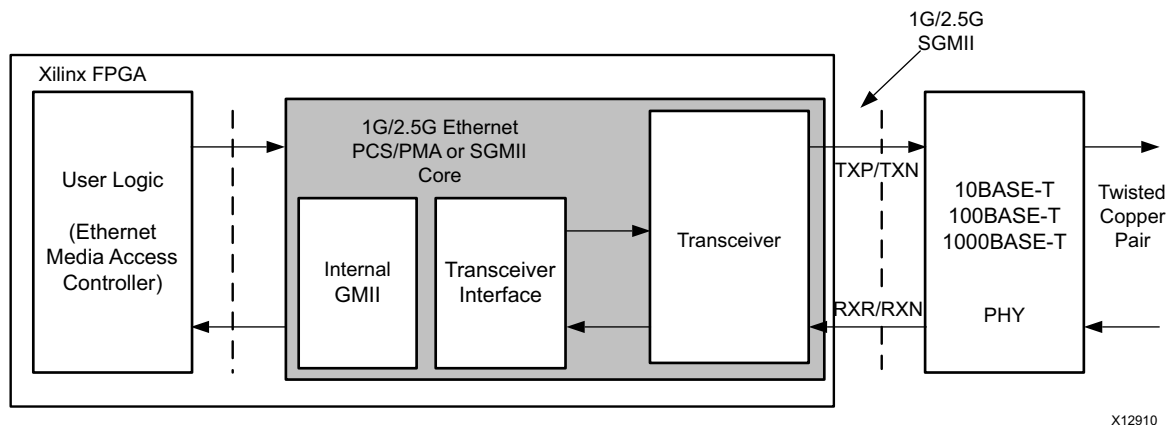 1G/2.5G
SGMII
Xilinx FPGA
User Logic
(Ethernet
Media Access
Controller)
1G/2.5G Ethernet
PCS/PMA or SGMII
Core
Internal
GMII
Transceiver
Interface
Transceiver
TXP/TXN
RXR/RXN
10BASE-T
100BASE-T
1000BASE-T
PHY
Twisted
Copper
Pair
X12910